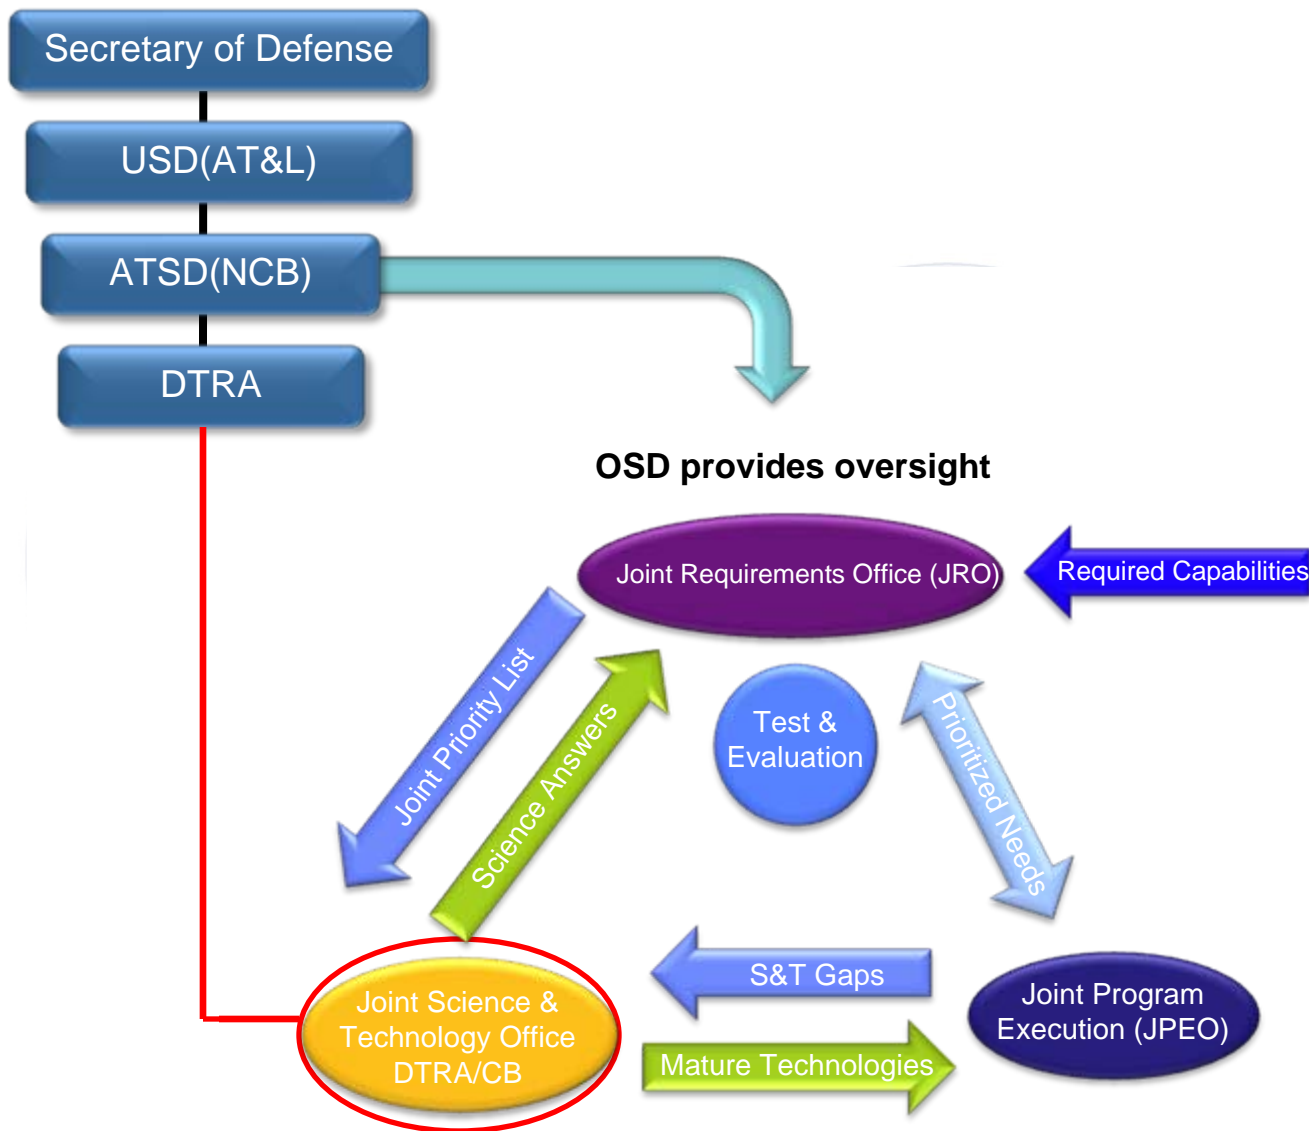 Secretary of Defense
USD(AT&L)
ATSD(NCB)
DTRA
OSD provides oversight
Joint Requirements Office (JRO)
Required Capabilities
Joint Priority List
Science Answers
Test &
Evaluation
Prioritized Needs
S&T Gaps
Mature Technologies
Joint Science &
Technology Office
DTRA/CB
Joint Program
Execution (JPEO)